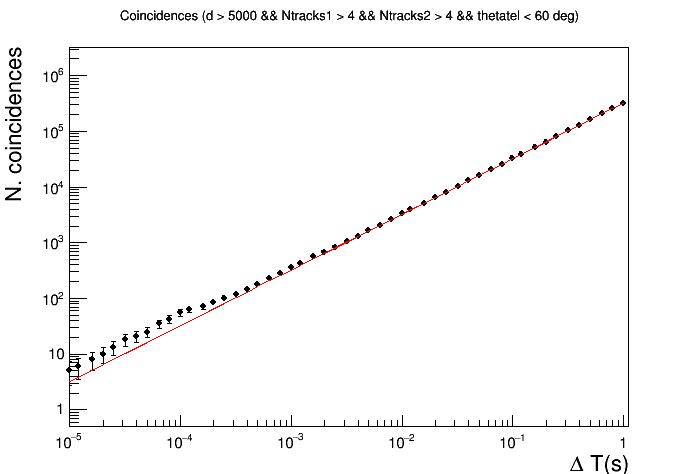 Coincidences (d > 5000 && Ntracks1 > 4 && Ntracks2 > 4 && thetatel < 60 deg)
N. coincidences
10⁶
10⁵
10⁴
10³
10²
10
1
10⁻⁵ 10⁻⁴ 10⁻³ 10⁻² 10⁻¹ 1
Δ T(s)